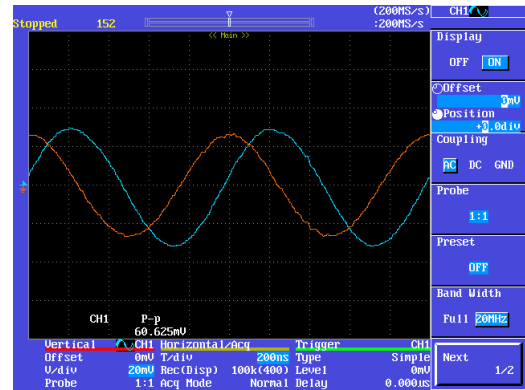 (200MS/s) CH1
Stopped 152 :200MS/s
<< Main >>
Display
OFF ON
Offset
0mV
Position
+0.0div
Coupling
AC DC GND
Probe
1:1
Preset
OFF
Band Width
Full 20MHz
CH1 P-p
60.625mV
Vertical CH1 Horizontal/Acq Trigger CH1
Offset 0mV T/div 200ns Type Simple
V/div 20mV Rec(Disp) 100k(400) Level 0mV
Probe 1:1 Acq Mode Normal Delay 0.000µs
Next
1/2